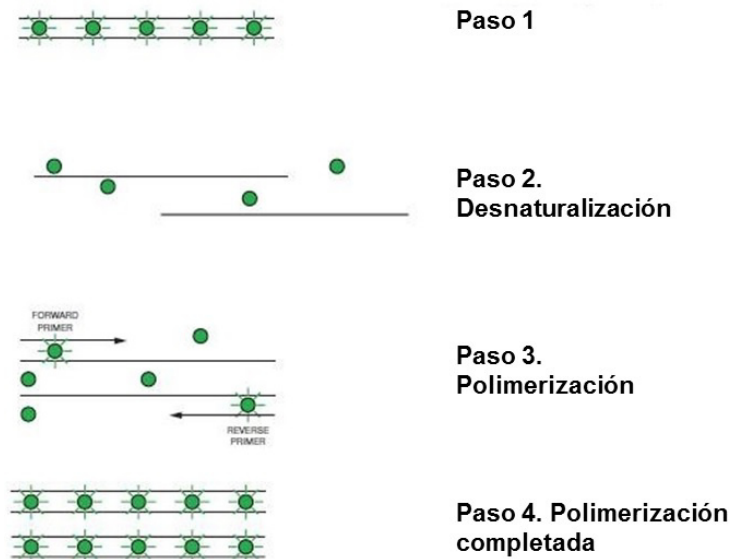 Paso 1
Paso 2.
Desnaturalización
FORWARD
PRIMER
Paso 3.
Polimerización
REVERSE
PRIMER
Paso 4. Polimerización
completada